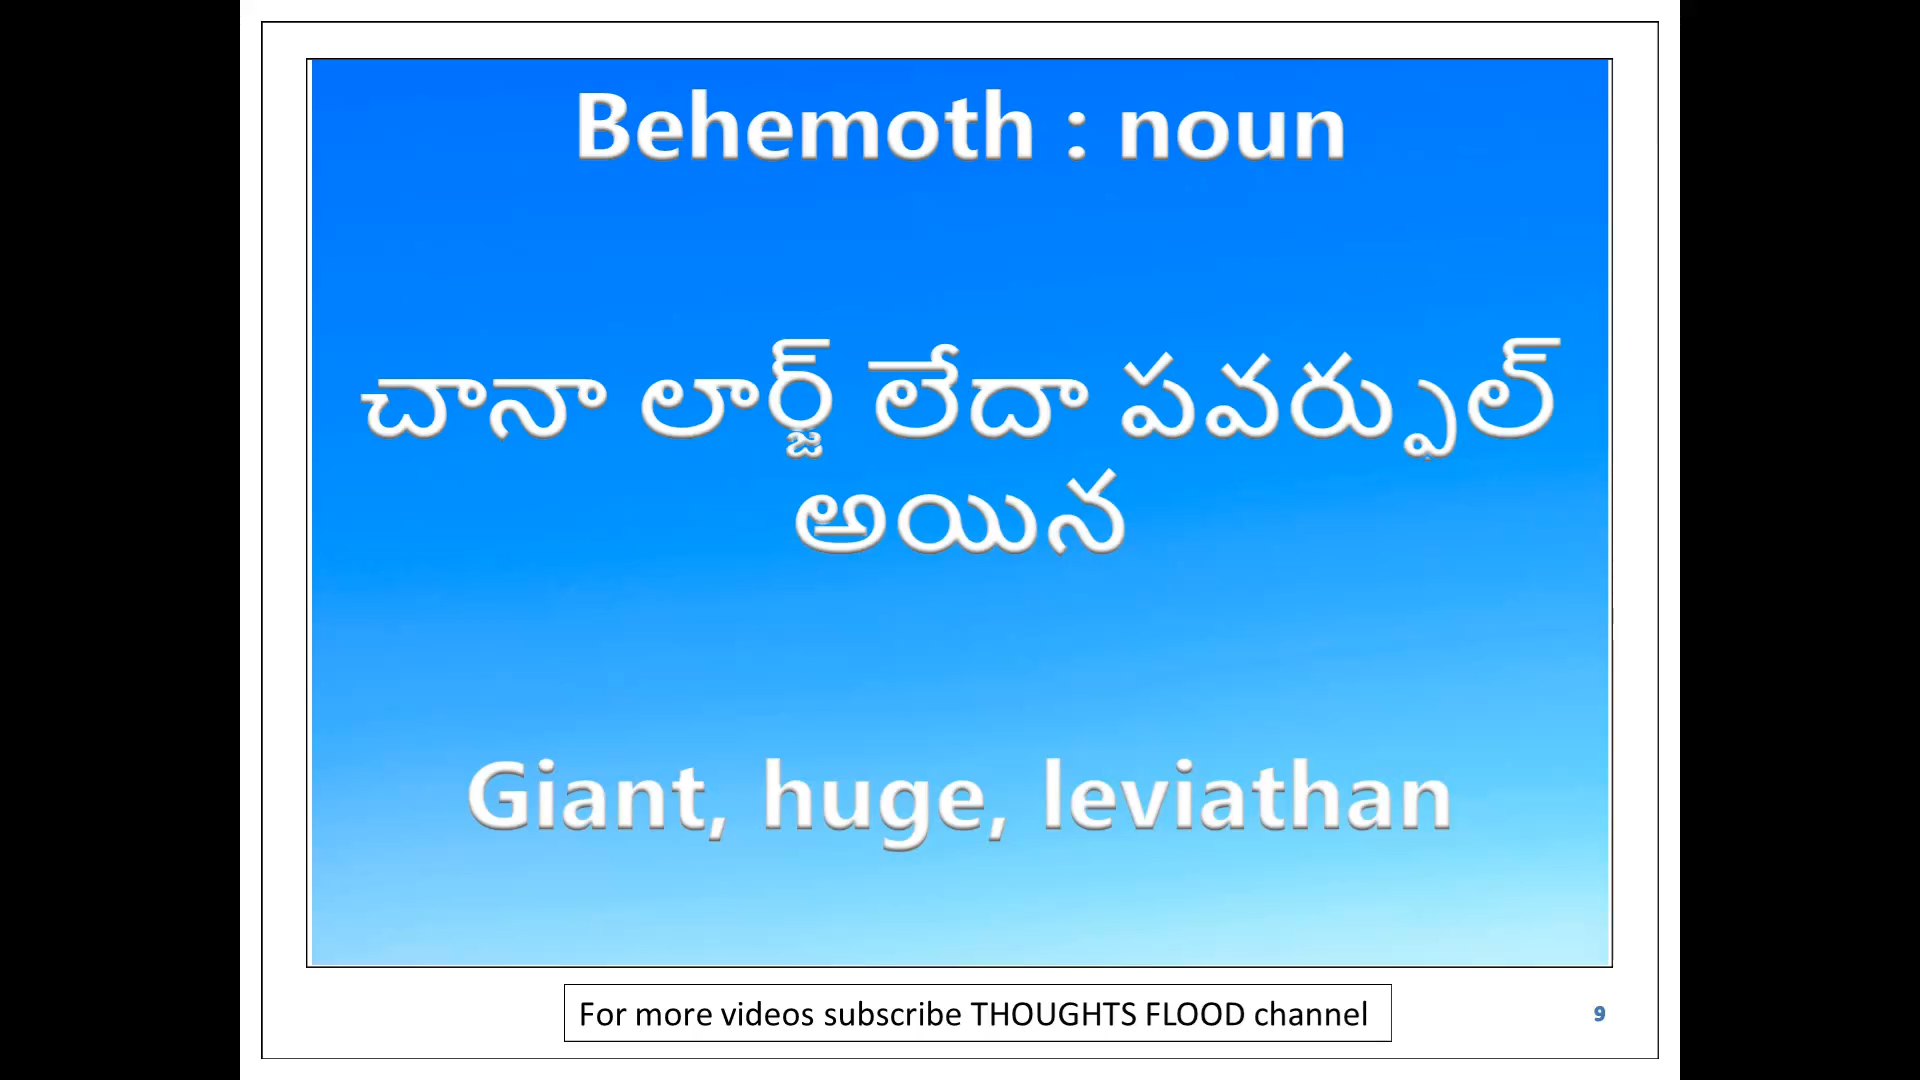 Behemoth : noun
చానా లార్జ్ లేదా పవర్ఫుల్
అయిన
Giant, huge, leviathan
For more videos subscribe THOUGHTS FLOOD channel
9